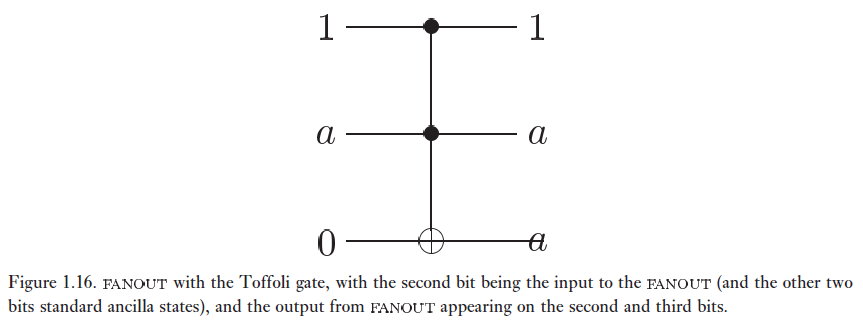 1 1
a a
0 a
Figure 1.16. FANOUT with the Toffoli gate, with the second bit being the input to the FANOUT (and the other two
bits standard ancilla states), and the output from FANOUT appearing on the second and third bits.